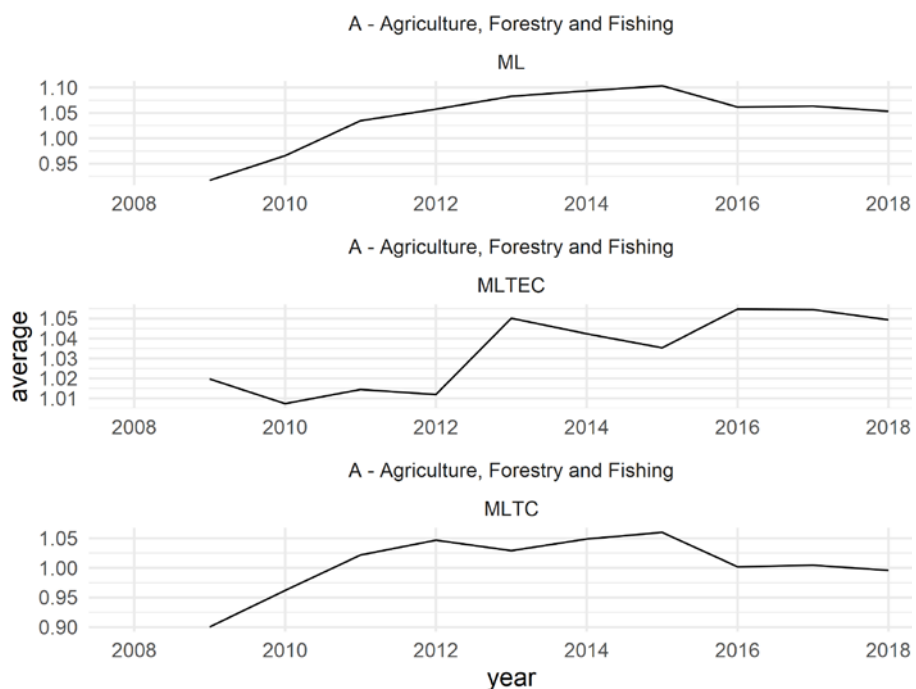 A - Agriculture, Forestry and Fishing
ML
1.10
1.05
1.00
0.95
2008 2010 2012 2014 2016 2018
A - Agriculture, Forestry and Fishing
MLTEC
average
1.05
1.04
1.03
1.02
1.01
2008 2010 2012 2014 2016 2018
A - Agriculture, Forestry and Fishing
MLTC
1.05
1.00
0.95
0.90
2008 2010 2012 2014 2016 2018
year